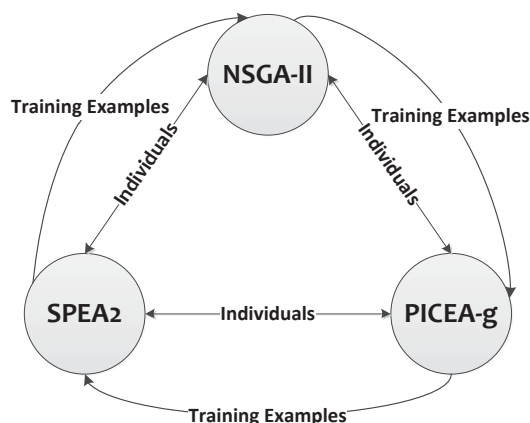 NSGA-II
Training Examples
Training Examples
Individuals
Individuals
SPEA2
Individuals
PICEA-g
Training Examples